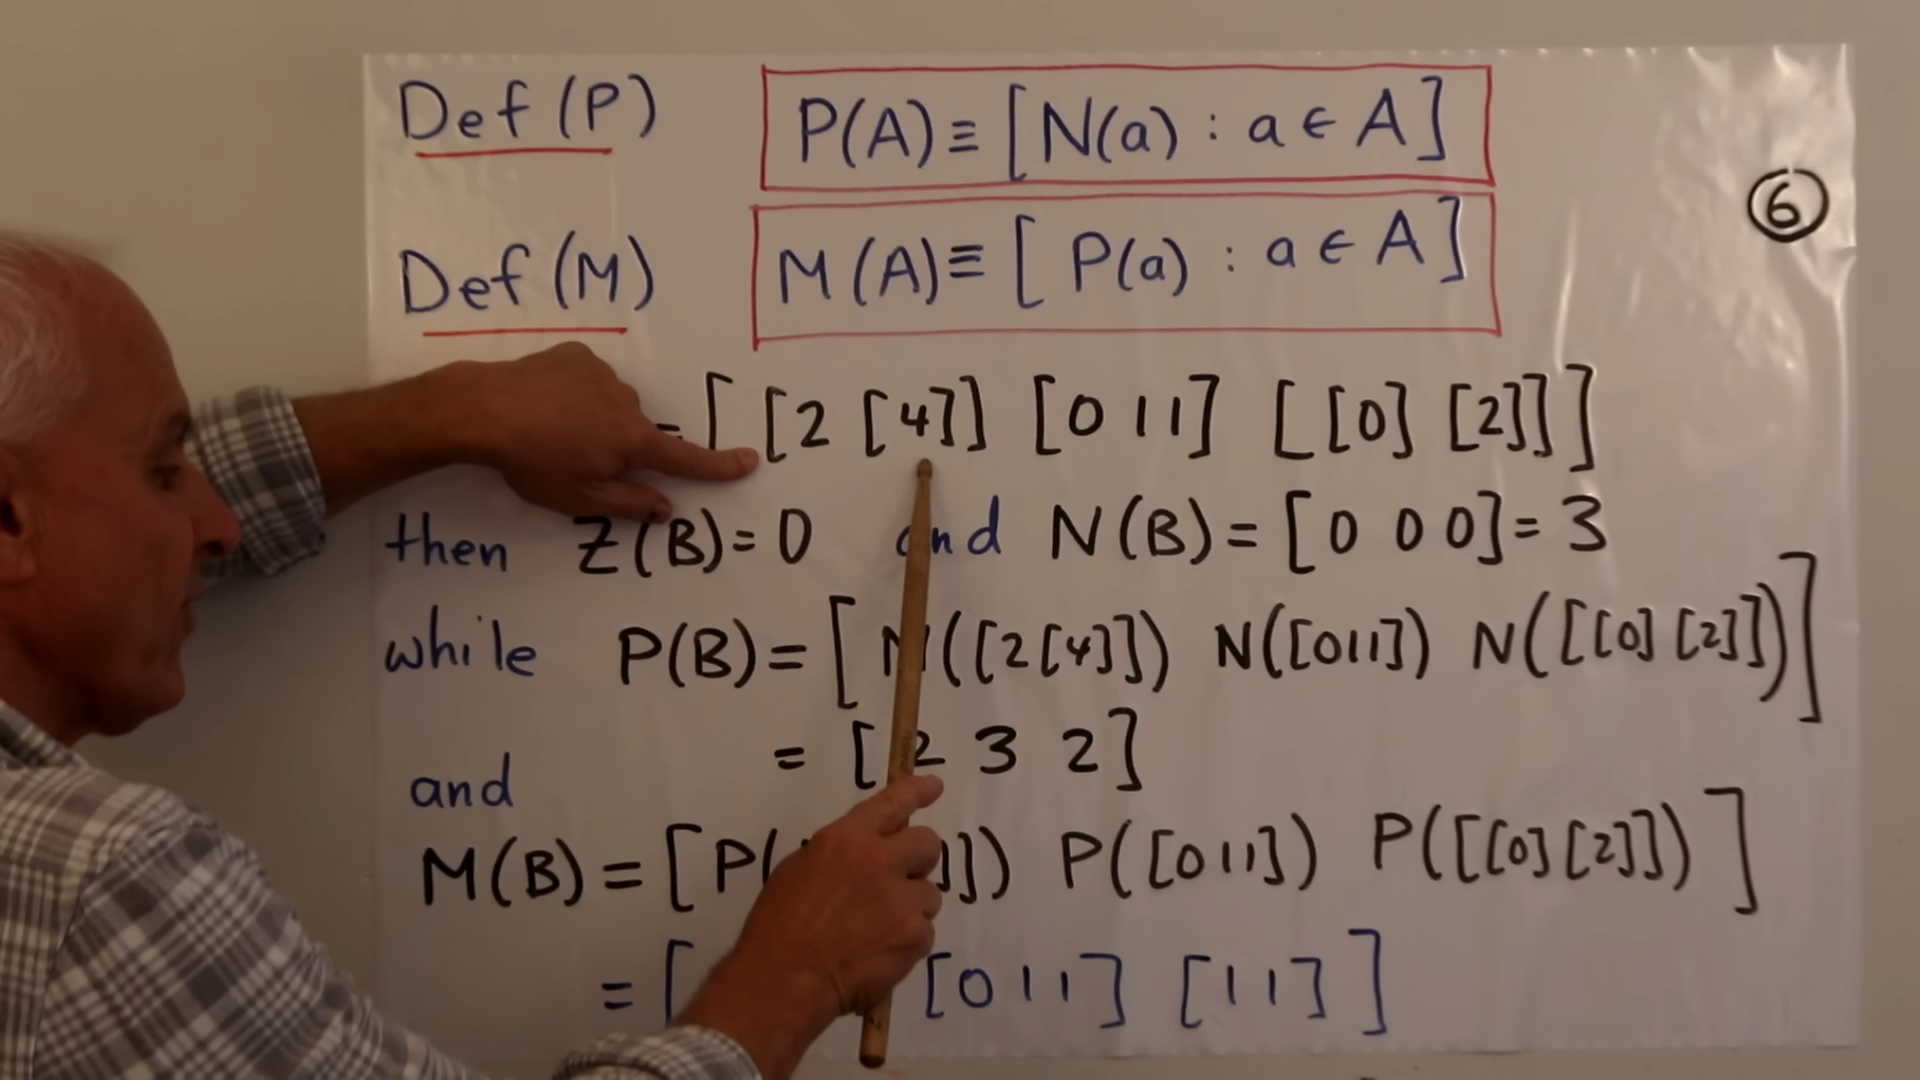 Def (P) P(A) ≡ [N(a) : a ∈ A]
⑥
Def (M) M(A) ≡ [P(a) : a ∈ A]
= [[2 [4]] [0 1 1] [[0] [2]]]
then Z(B) = 0 and N(B) = [0 0 0] = 3
while P(B) = [N([2[4]]) N([011]) N([[0] [2]])]
= [2 3 2]
and
M(B) = [P( ]]) P([011]) P([[0][2]])]
= [ [0 1 1] [1 1]]